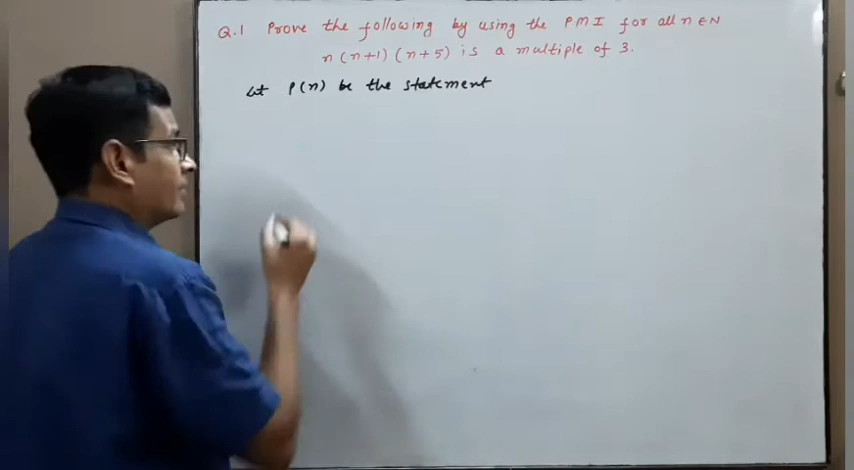 Q.1 Prove the following by using the PMI for all n ∈ N
n(n+1)(n+5) is a multiple of 3.
Let P(n) be the statement